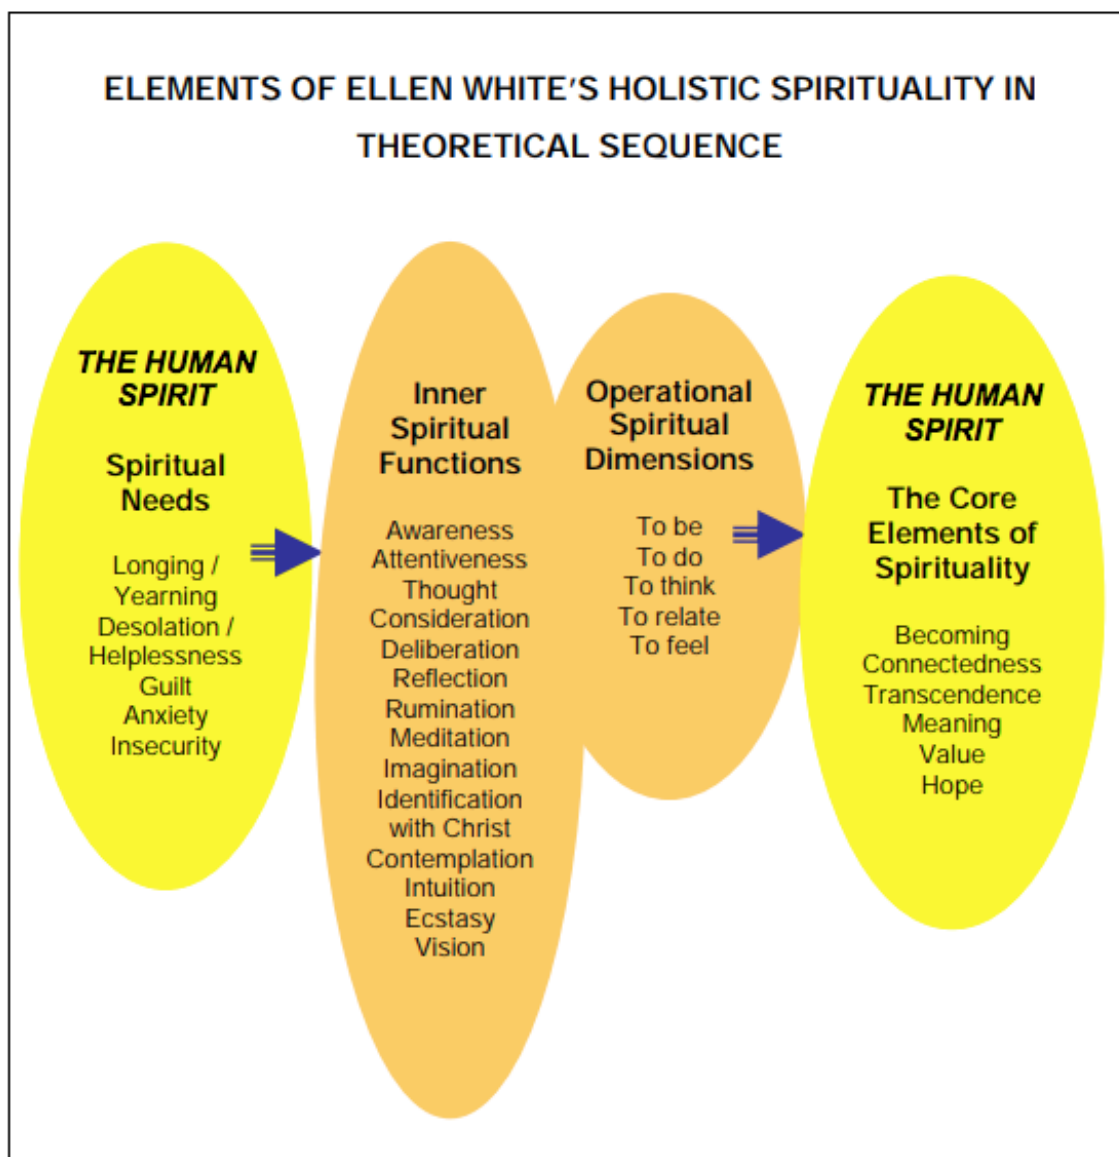 ELEMENTS OF ELLEN WHITE'S HOLISTIC SPIRITUALITY IN
THEORETICAL SEQUENCE
THE HUMAN
SPIRIT
Spiritual
Needs
Longing /
Yearning
Desolation /
Helplessness
Guilt
Anxiety
Insecurity
Inner
Spiritual
Functions
Awareness
Attentiveness
Thought
Consideration
Deliberation
Reflection
Rumination
Meditation
Imagination
Identification
with Christ
Contemplation
Intuition
Ecstasy
Vision
Operational
Spiritual
Dimensions
To be
To do
To think
To relate
To feel
THE HUMAN
SPIRIT
The Core
Elements of
Spirituality
Becoming
Connectedness
Transcendence
Meaning
Value
Hope